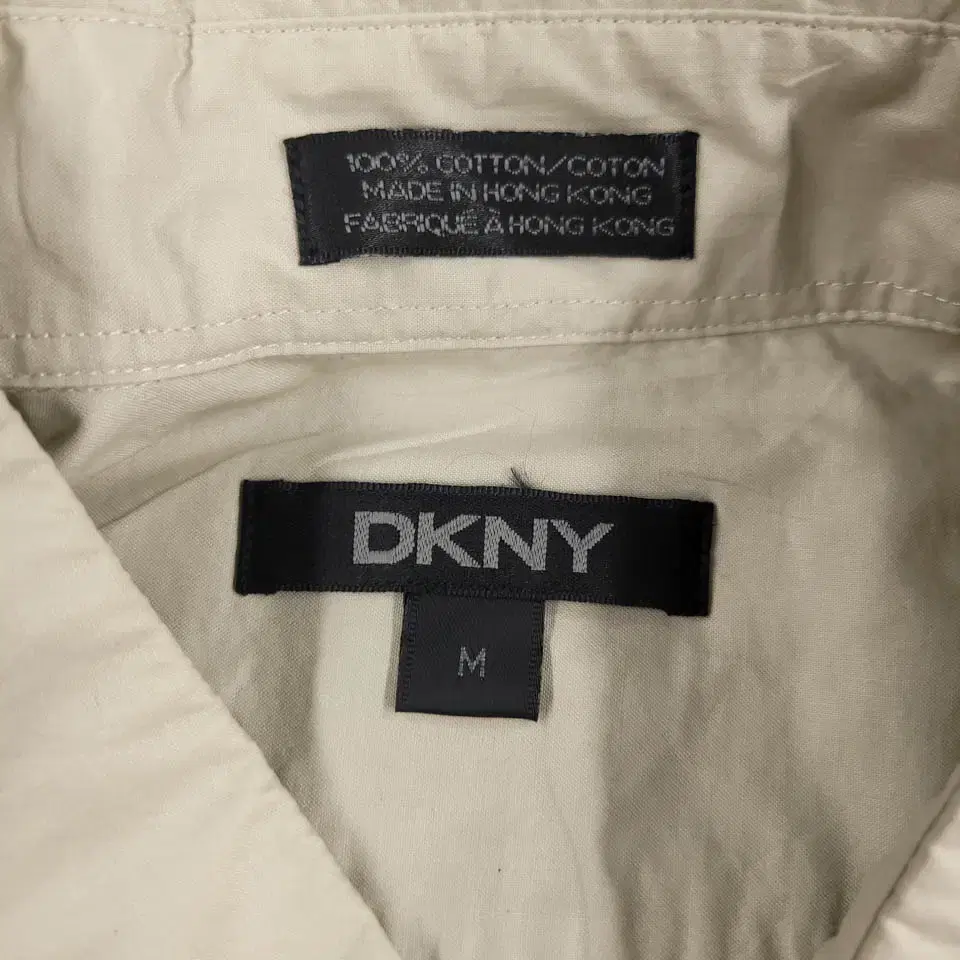 100% COTTON/COTON
MADE IN HONG KONG
FABRIQUÉ À HONG KONG
DKNY
M